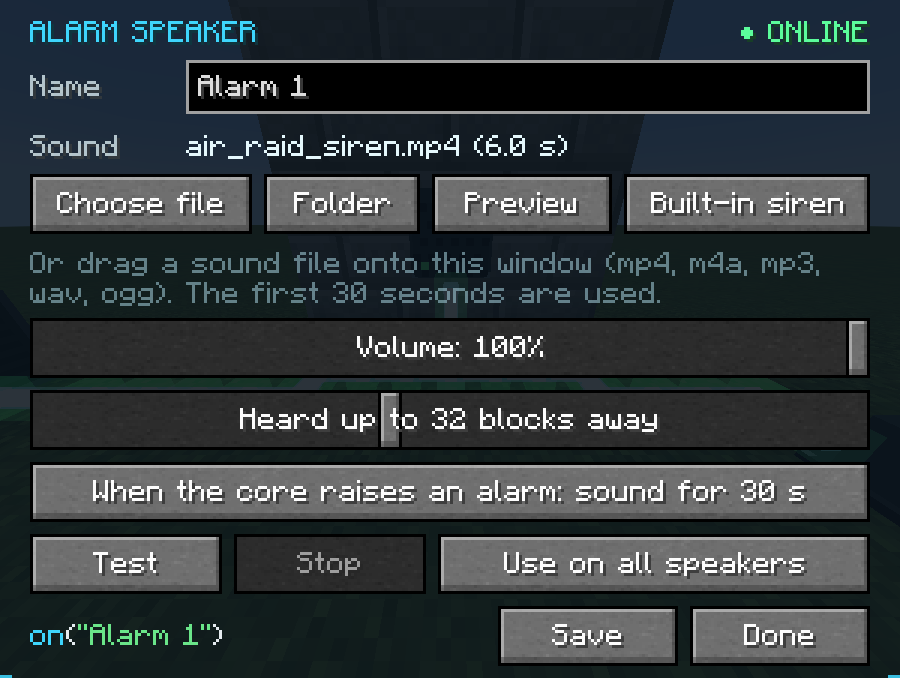 ALARM SPEAKER
• ONLINE
Name
Alarm 1
Sound
air_raid_siren.mp4 (6.0 s)
Choose file
Folder
Preview
Built-in siren
Or drag a sound file onto this window (mp4, m4a, mp3,
wav, ogg). The first 30 seconds are used.
Volume: 100%
Heard up to 32 blocks away
When the core raises an alarm: sound for 30 s
Test
Stop
Use on all speakers
on("Alarm 1")
Save
Done